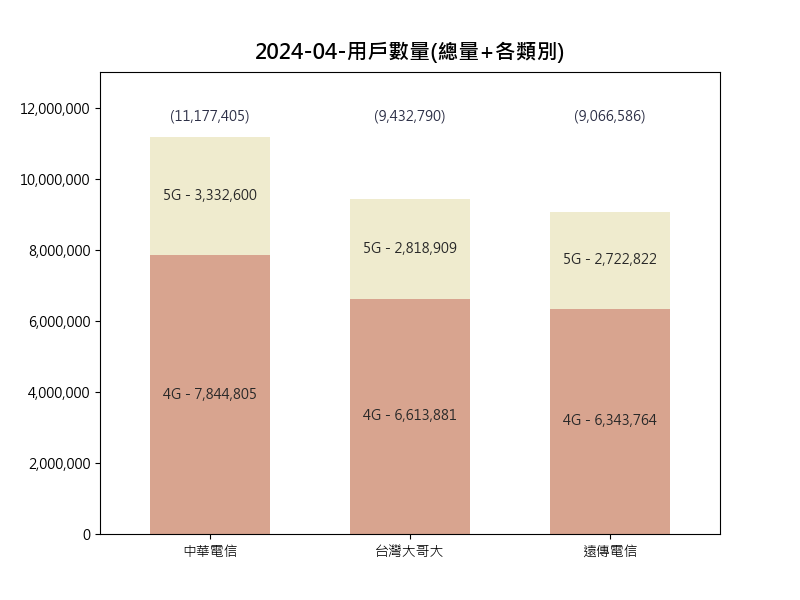 2024-04-用戶數量(總量+各類別)
12,000,000
10,000,000
8,000,000
6,000,000
4,000,000
2,000,000
0
(11,177,405)
(9,432,790)
(9,066,586)
5G - 3,332,600
5G - 2,818,909
5G - 2,722,822
4G - 7,844,805
4G - 6,613,881
4G - 6,343,764
中華電信
台灣大哥大
遠傳電信